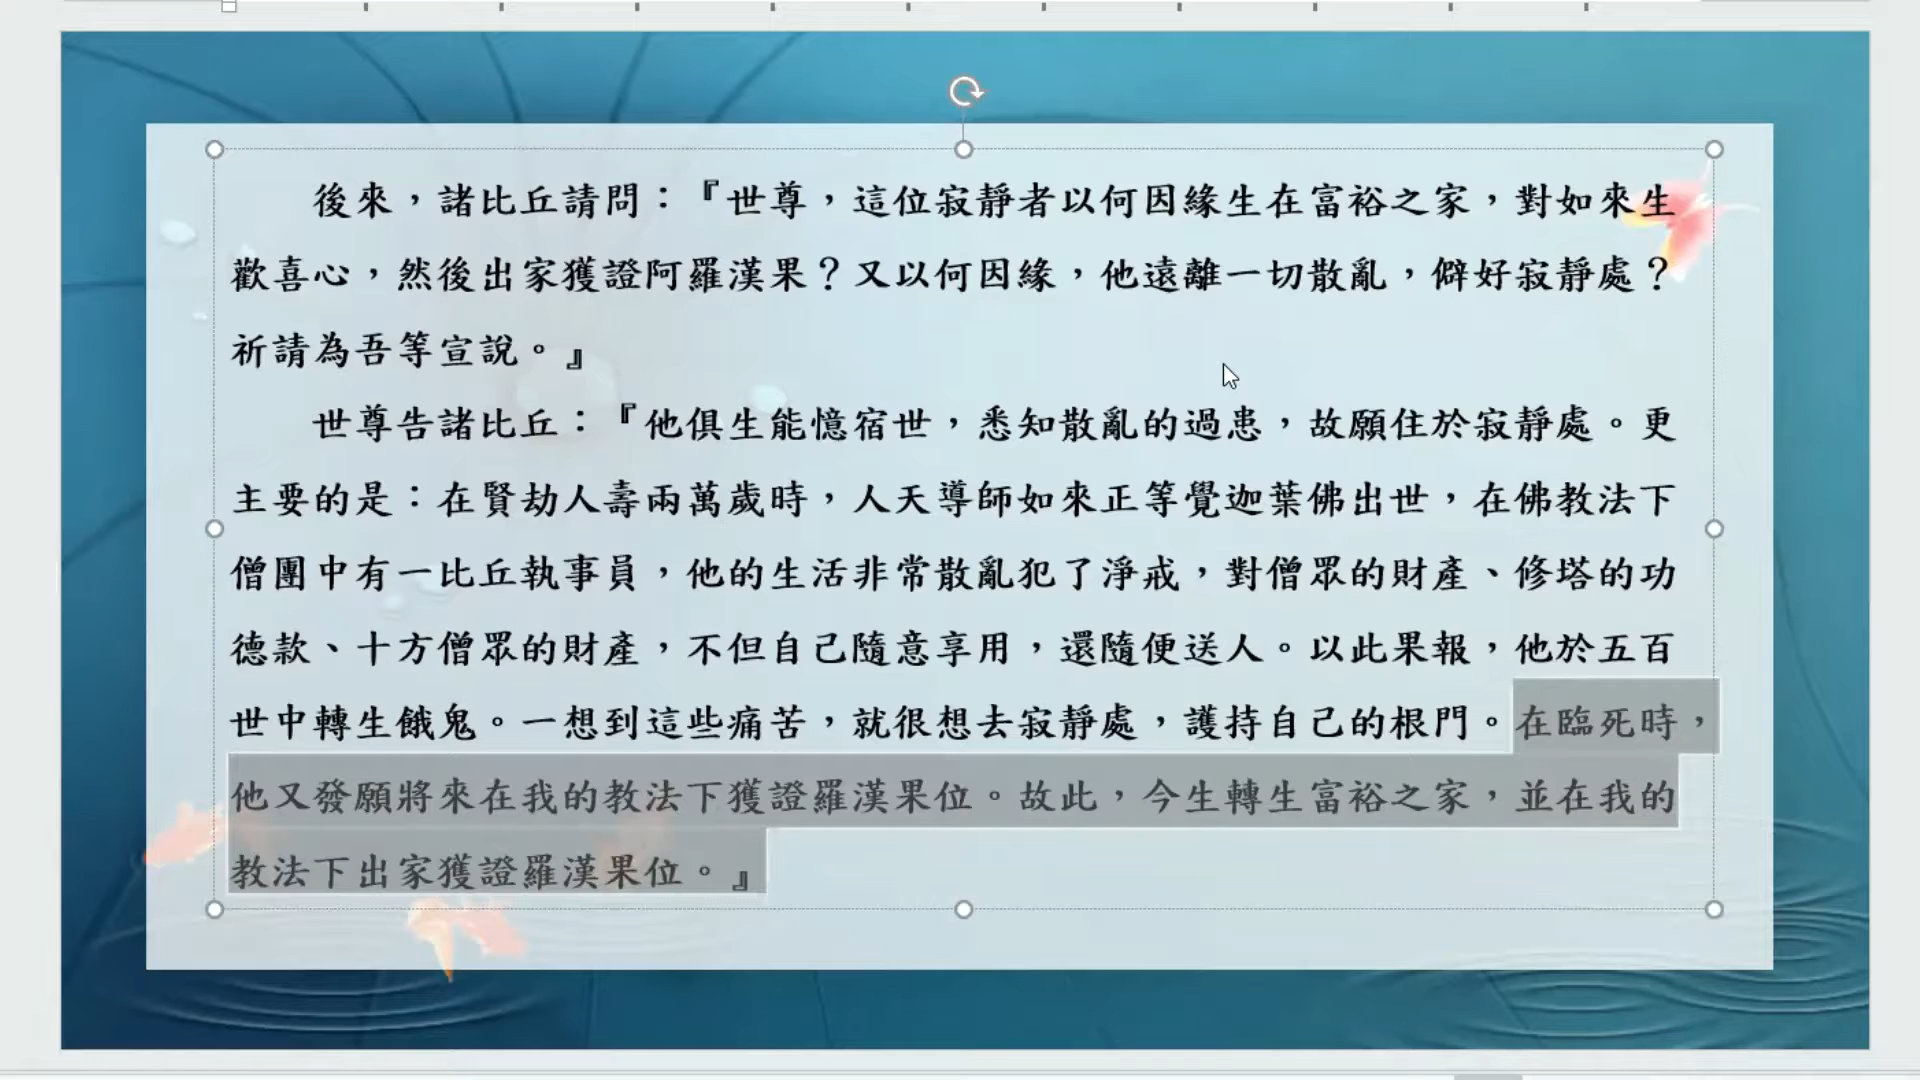 後來，諸比丘請問：『世尊，這位寂靜者以何因緣生在富裕之家，對如來生
歡喜心，然後出家獲證阿羅漢果？又以何因緣，他遠離一切散亂，僻好寂靜處？
祈請為吾等宣說。』
世尊告諸比丘：『他俱生能憶宿世，悉知散亂的過患，故願住於寂靜處。更
主要的是：在賢劫人壽兩萬歲時，人天導師如來正等覺迦葉佛出世，在佛教法下
僧團中有一比丘執事員，他的生活非常散亂犯了淨戒，對僧眾的財產、修塔的功
德款、十方僧眾的財產，不但自己隨意享用，還隨便送人。以此果報，他於五百
世中轉生餓鬼。一想到這些痛苦，就很想去寂靜處，護持自己的根門。在臨死時，
他又發願將來在我的教法下獲證羅漢果位。故此，今生轉生富裕之家，並在我的
教法下出家獲證羅漢果位。』